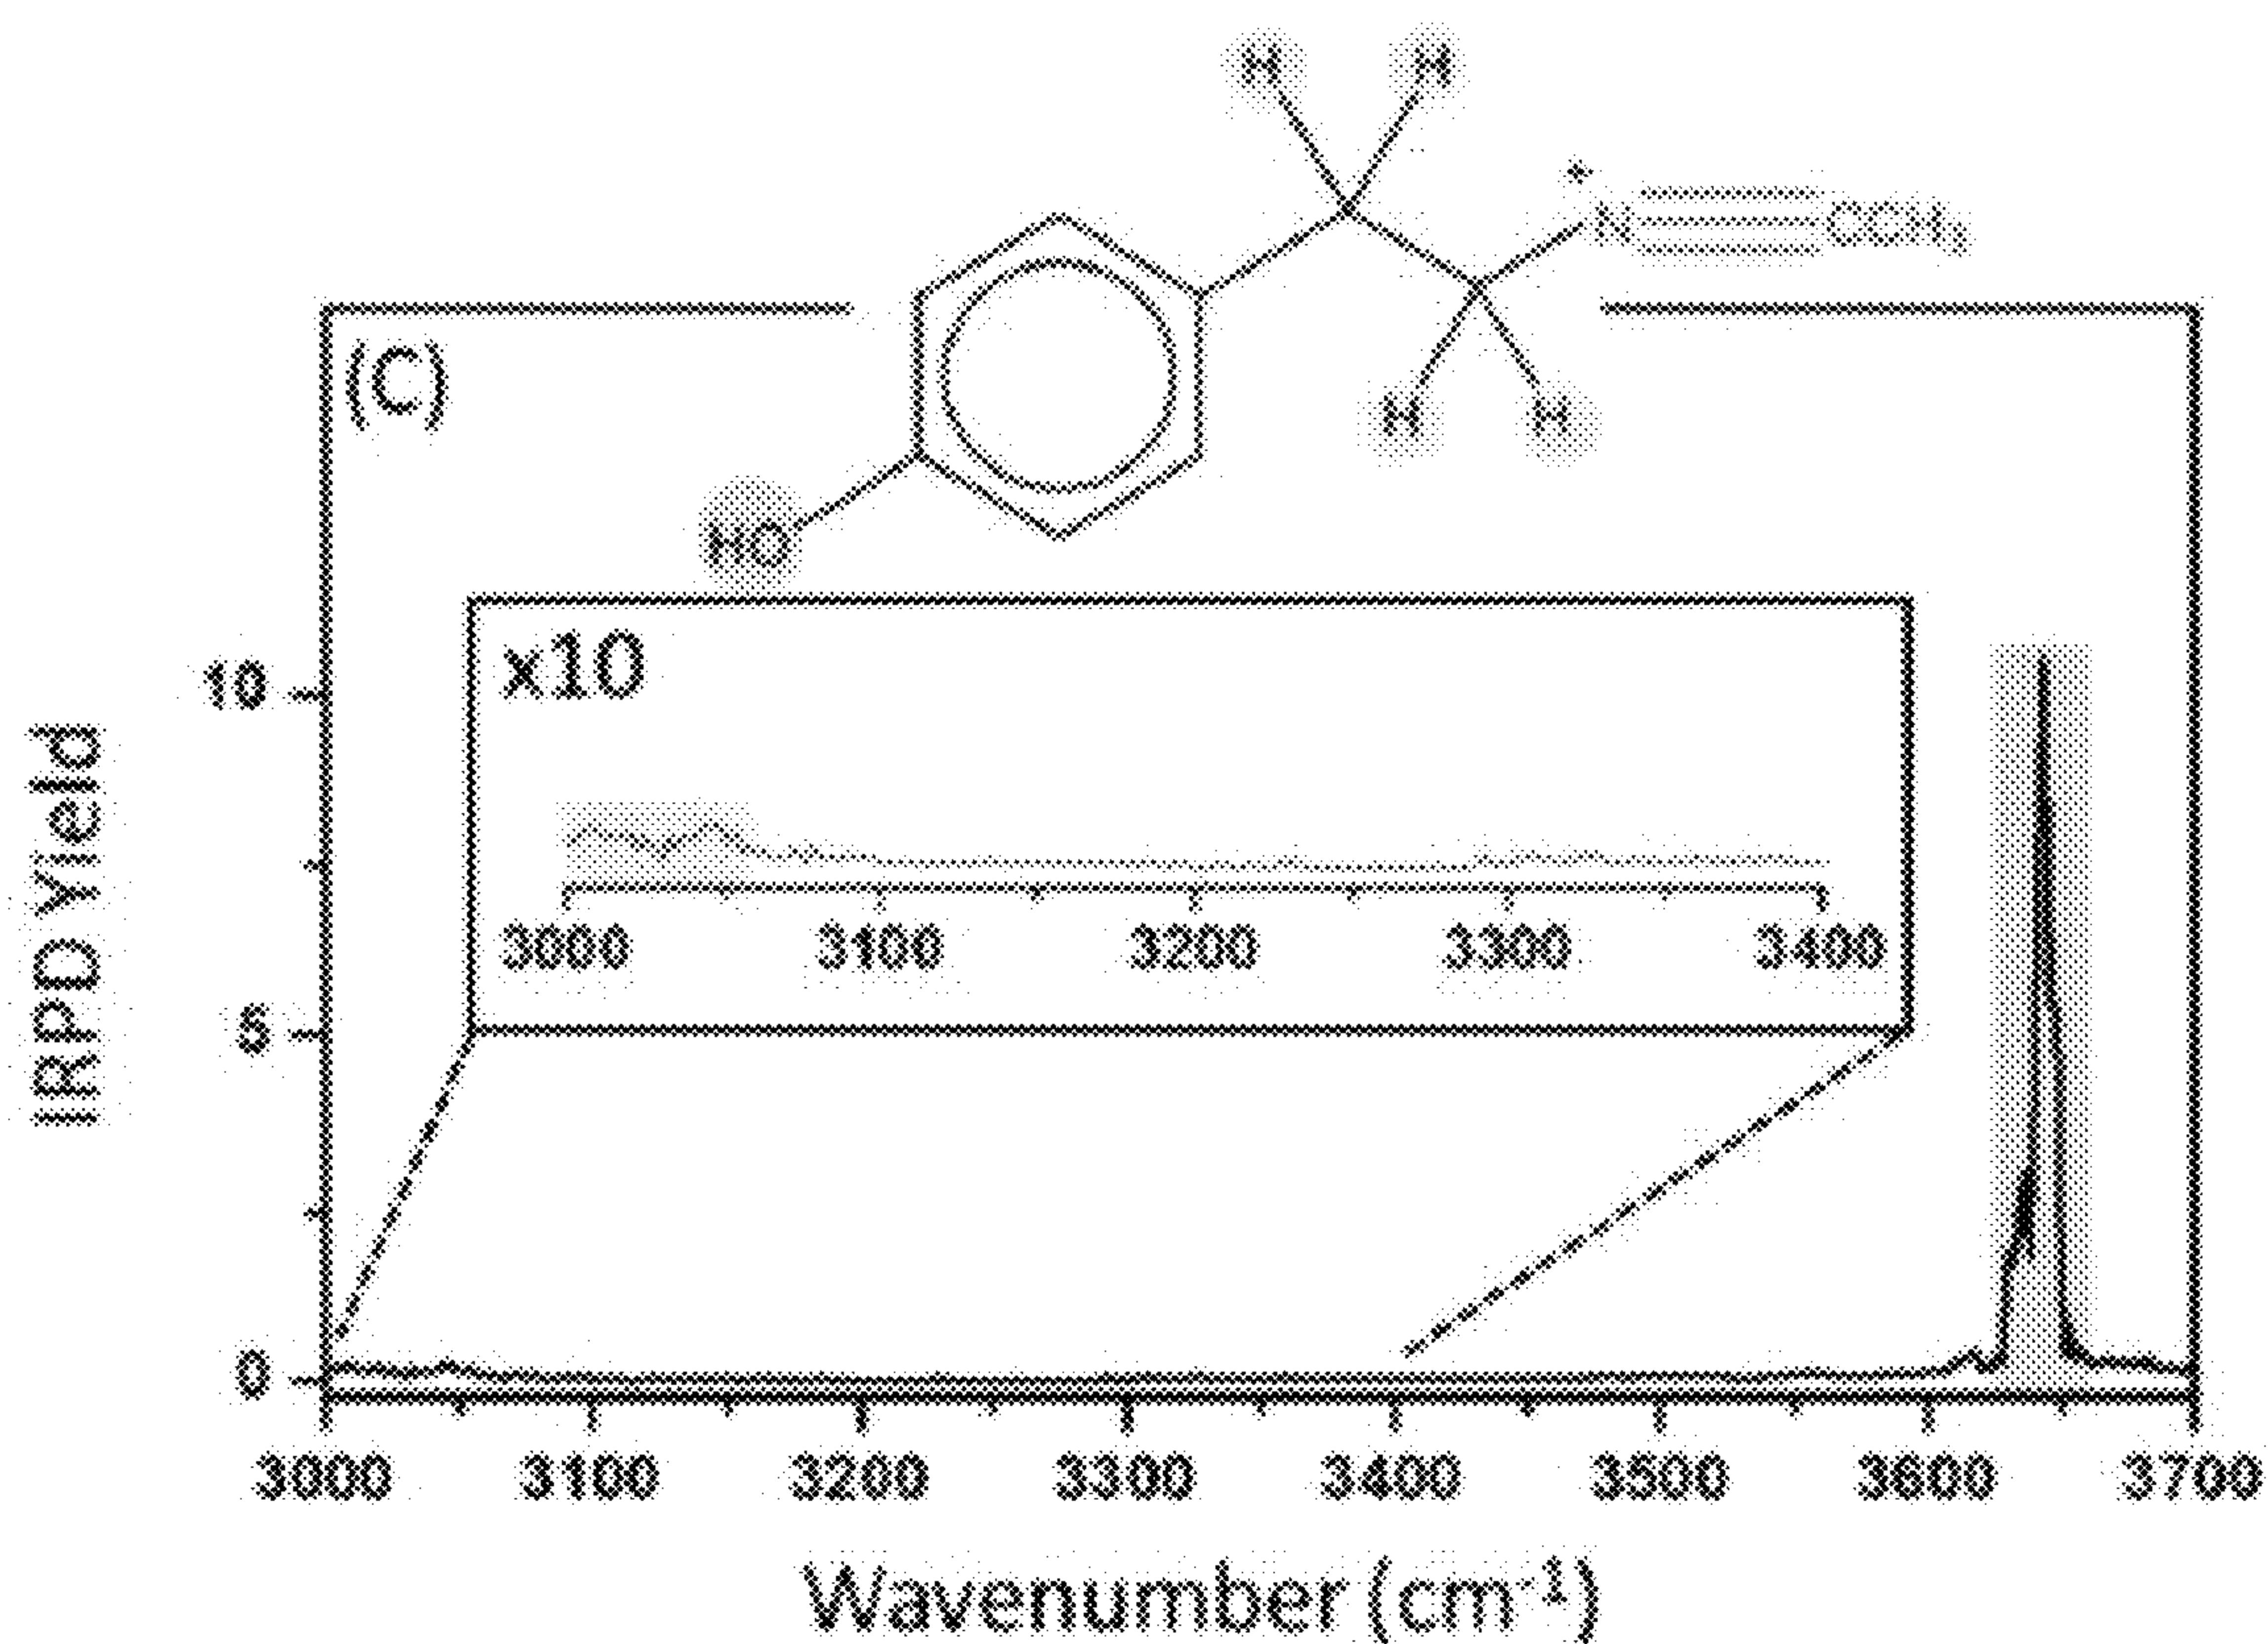 H H
+
N≡CCH₃
(C)
H H
HO
x10
10
3000 3100 3200 3300 3400
5
0
3000 3100 3200 3300 3400 3500 3600 3700
IRPD Yield
Wavenumber (cm⁻¹)